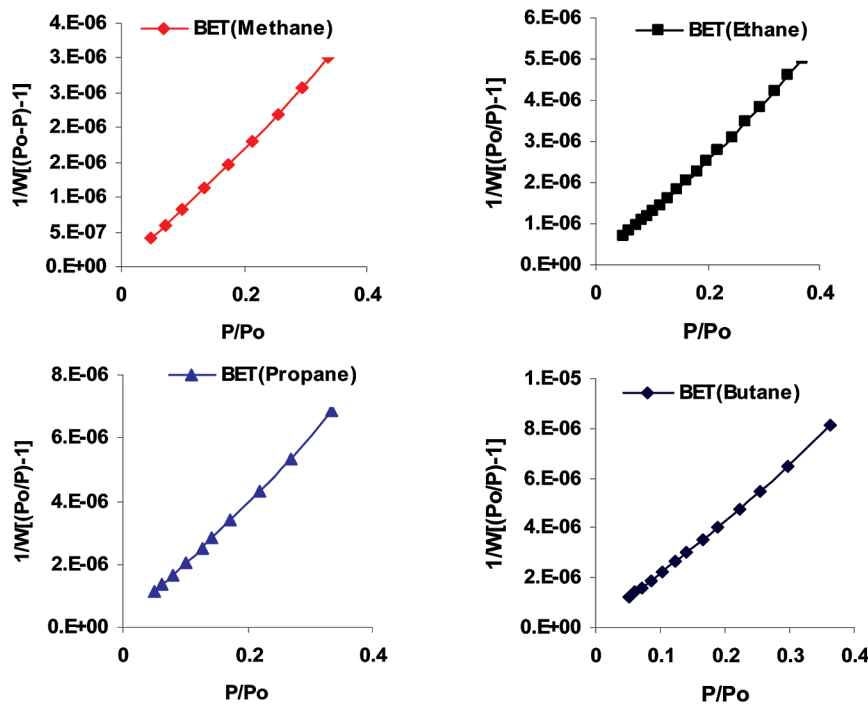 BET(Methane)
1/W[(Po-P)-1]
4.E-06
3.E-06
3.E-06
2.E-06
2.E-06
1.E-06
5.E-07
0.E+00
0 0.2 0.4
P/Po
BET(Ethane)
1/W[(Po/P)-1]
6.E-06
5.E-06
4.E-06
3.E-06
2.E-06
1.E-06
0.E+00
0 0.2 0.4
P/Po
BET(Propane)
1/W[(Po/P)-1]
8.E-06
6.E-06
4.E-06
2.E-06
0.E+00
0 0.2 0.4
P/Po
BET(Butane)
1/W[(Po/P)-1]
1.E-05
8.E-06
6.E-06
4.E-06
2.E-06
0.E+00
0 0.1 0.2 0.3 0.4
P/Po